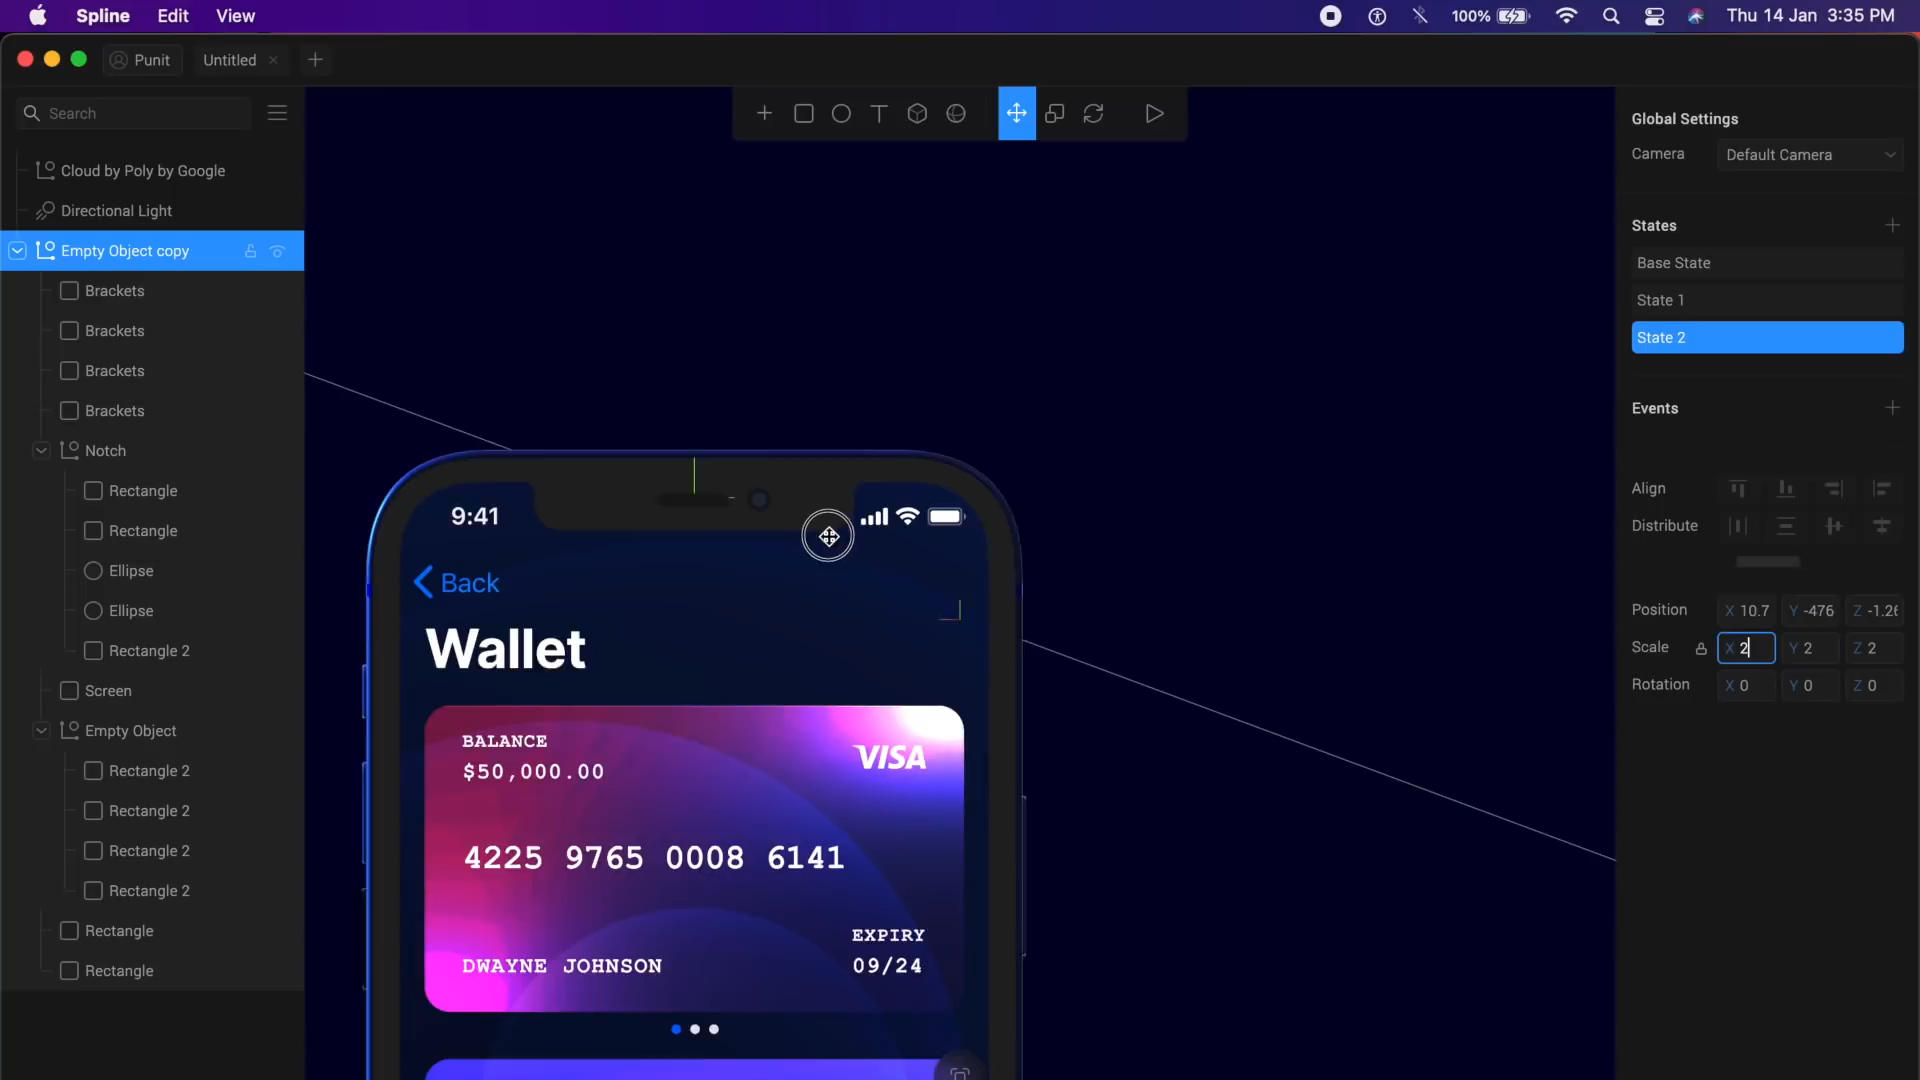 Spline Edit View 100% Thu 14 Jan 3:35 PM
Punit Untitled
Search
Cloud by Poly by Google
Directional Light
Empty Object copy
Brackets
Brackets
Brackets
Brackets
Notch
Rectangle
Rectangle
Ellipse
Ellipse
Rectangle 2
Screen
Empty Object
Rectangle 2
Rectangle 2
Rectangle 2
Rectangle 2
Rectangle
Rectangle
T
9:41
Back
Wallet
BALANCE
$50,000.00
VISA
4225 9765 0008 6141
EXPIRY
DWAYNE JOHNSON 09/24
Global Settings
Camera Default Camera
States
Base State
State 1
State 2
Events
Align
Distribute
Position X 10.7 Y -476 Z -1.26
Scale X 2 Y 2 Z 2
Rotation X 0 Y 0 Z 0